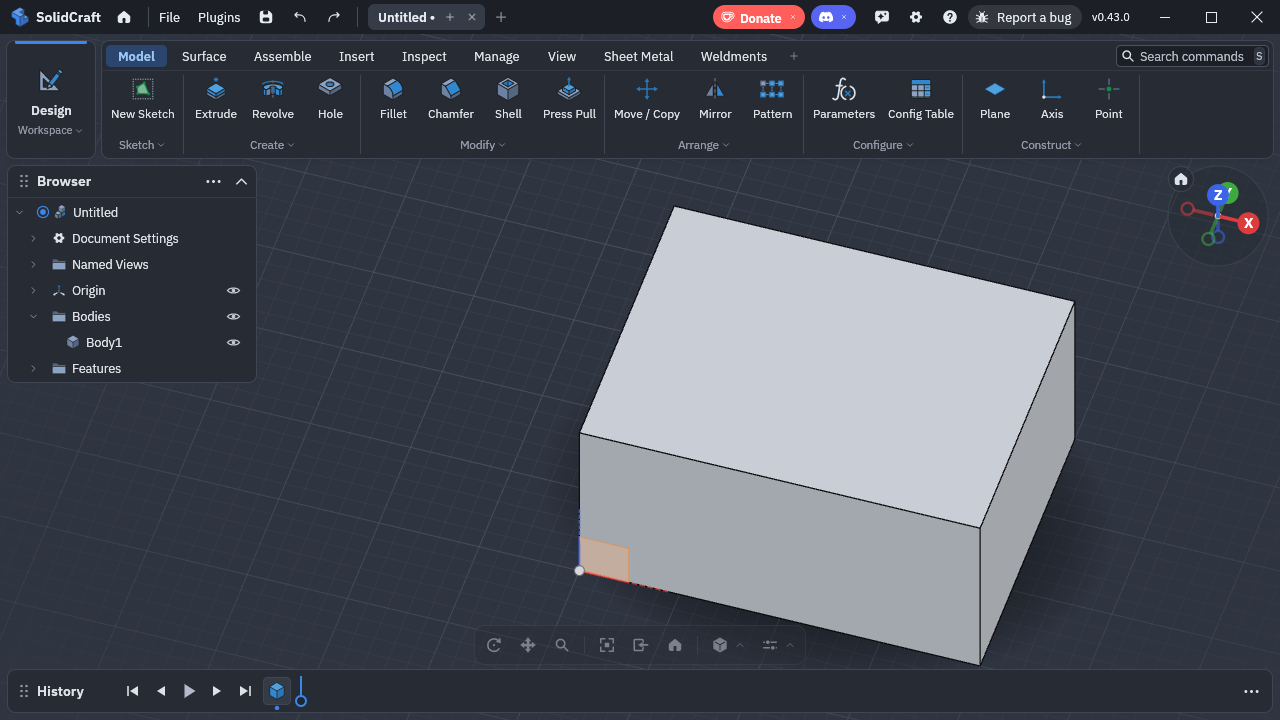 SolidCraft
File
Plugins
Untitled •
Donate
Report a bug
v0.43.0
Design
Workspace
Model
Surface
Assemble
Insert
Inspect
Manage
View
Sheet Metal
Weldments
Search commands
S
New Sketch
Extrude
Revolve
Hole
Fillet
Chamfer
Shell
Press Pull
Move / Copy
Mirror
Pattern
Parameters
Config Table
Plane
Axis
Point
Sketch
Create
Modify
Arrange
Configure
Construct
Browser
Untitled
Document Settings
Named Views
Origin
Bodies
Body1
Features
Z
X
History